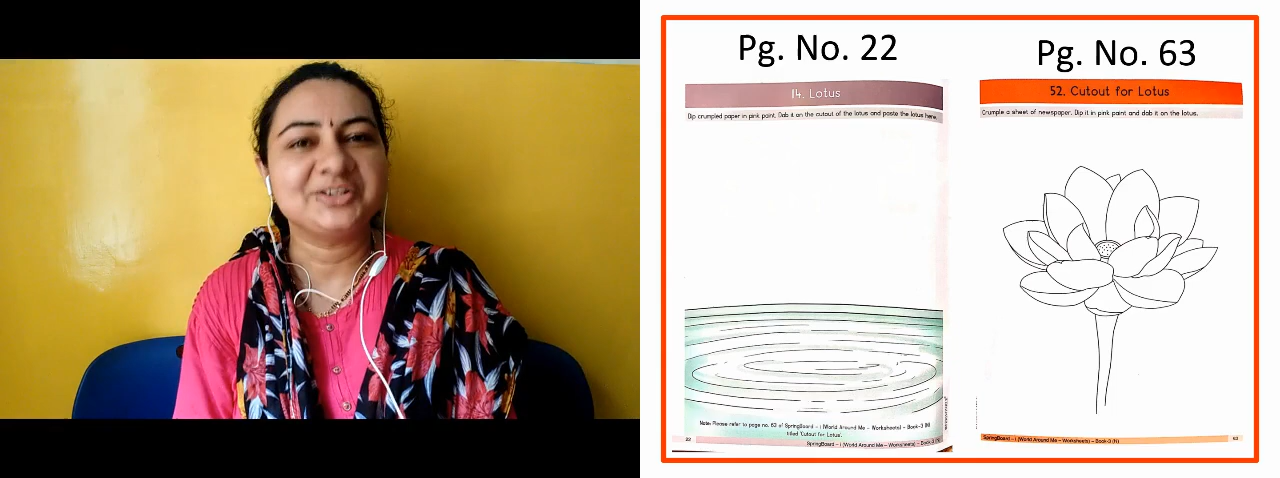 Pg. No. 22
14. Lotus
Dip crumpled paper in pink paint. Dab it on the cutout of the lotus and paste the lotus here.
Note: Please refer to page no. 63 of SpringBoard – i (World Around Me – Worksheets) – Book-3 (N)
titled 'Cutout for Lotus'.
22
SpringBoard – i (World Around Me – Worksheets) – Book-3 (N)
Pg. No. 63
52. Cutout for Lotus
Crumple a sheet of newspaper. Dip it in pink paint and dab it on the lotus.
SpringBoard – i (World Around Me – Worksheets) – Book-3 (N)
63